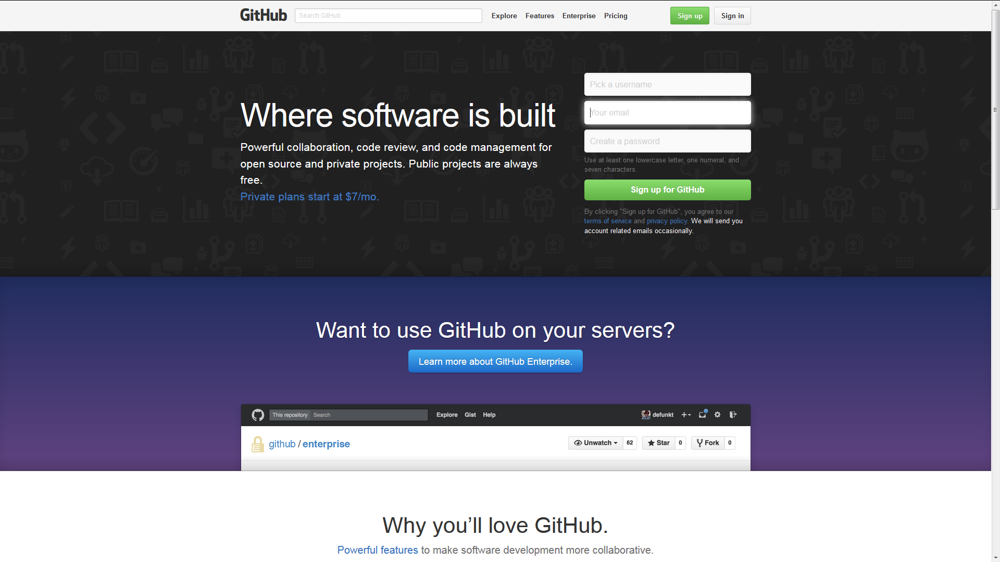 GitHub
Search GitHub
Explore Features Enterprise Pricing
Sign up
Sign in
Where software is built
Powerful collaboration, code review, and code management for
open source and private projects. Public projects are always
free.
Private plans start at $7/mo.
Pick a username
Your email
Create a password
Use at least one lowercase letter, one numeral, and
seven characters.
Sign up for GitHub
By clicking "Sign up for GitHub", you agree to our
terms of service and privacy policy. We will send you
account related emails occasionally.
Want to use GitHub on your servers?
Learn more about GitHub Enterprise.
This repository Search Explore Gist Help defunkt
github / enterprise
Unwatch 62 Star 0 Fork 0
Why you’ll love GitHub.
Powerful features to make software development more collaborative.